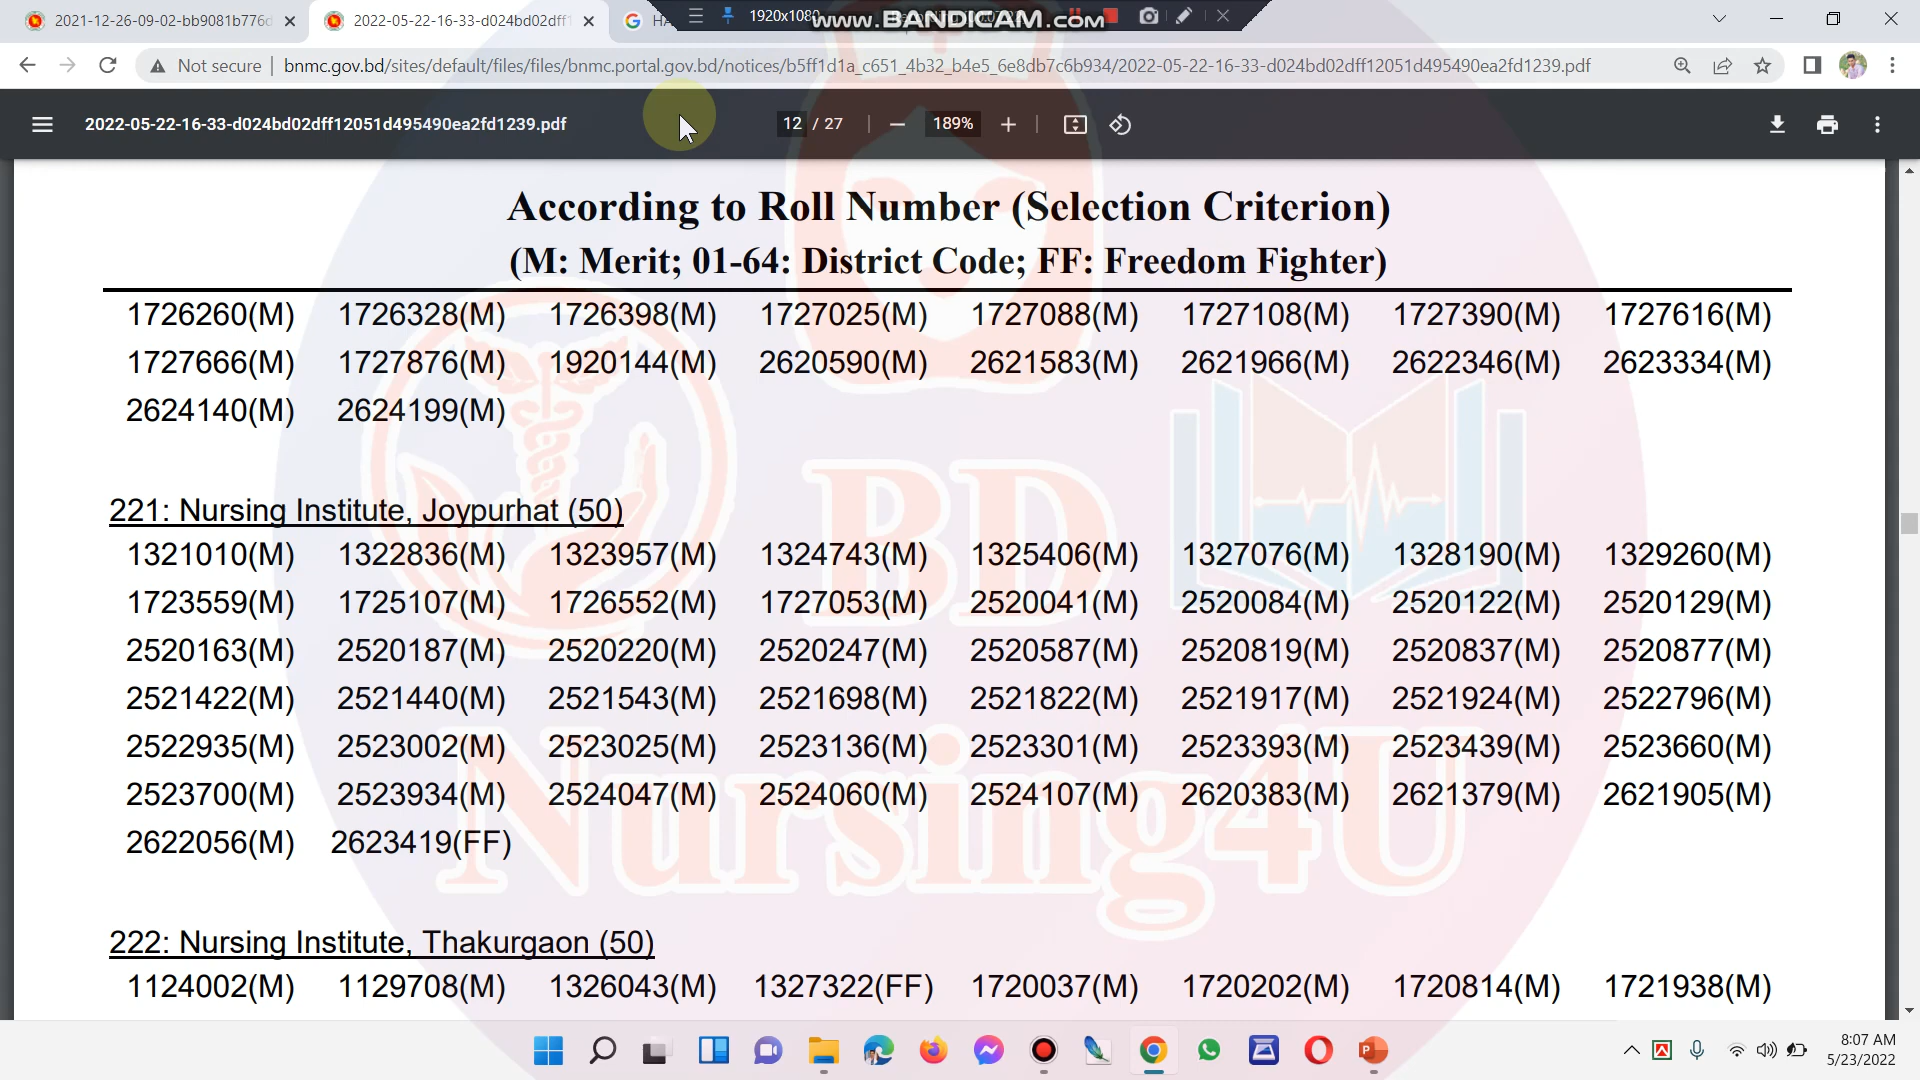 2021-12-26-09-02-bb9081b776d
2022-05-22-16-33-d024bd02dff1
HA
1920x1080
www.BANDICAM.com
Not secure
bnmc.gov.bd/sites/default/files/files/bnmc.portal.gov.bd/notices/b5ff1d1a_c651_4b32_b4e5_6e8db7c6b934/2022-05-22-16-33-d024bd02dff12051d495490ea2fd1239.pdf
2022-05-22-16-33-d024bd02dff12051d495490ea2fd1239.pdf
12 / 27
189%
According to Roll Number (Selection Criterion)
(M: Merit; 01-64: District Code; FF: Freedom Fighter)
1726260(M) 1726328(M) 1726398(M) 1727025(M) 1727088(M) 1727108(M) 1727390(M) 1727616(M)
1727666(M) 1727876(M) 1920144(M) 2620590(M) 2621583(M) 2621966(M) 2622346(M) 2623334(M)
2624140(M) 2624199(M)
221: Nursing Institute, Joypurhat (50)
1321010(M) 1322836(M) 1323957(M) 1324743(M) 1325406(M) 1327076(M) 1328190(M) 1329260(M)
1723559(M) 1725107(M) 1726552(M) 1727053(M) 2520041(M) 2520084(M) 2520122(M) 2520129(M)
2520163(M) 2520187(M) 2520220(M) 2520247(M) 2520587(M) 2520819(M) 2520837(M) 2520877(M)
2521422(M) 2521440(M) 2521543(M) 2521698(M) 2521822(M) 2521917(M) 2521924(M) 2522796(M)
2522935(M) 2523002(M) 2523025(M) 2523136(M) 2523301(M) 2523393(M) 2523439(M) 2523660(M)
2523700(M) 2523934(M) 2524047(M) 2524060(M) 2524107(M) 2620383(M) 2621379(M) 2621905(M)
2622056(M) 2623419(FF)
222: Nursing Institute, Thakurgaon (50)
1124002(M) 1129708(M) 1326043(M) 1327322(FF) 1720037(M) 1720202(M) 1720814(M) 1721938(M)
BD
Nursing4U
8:07 AM
5/23/2022